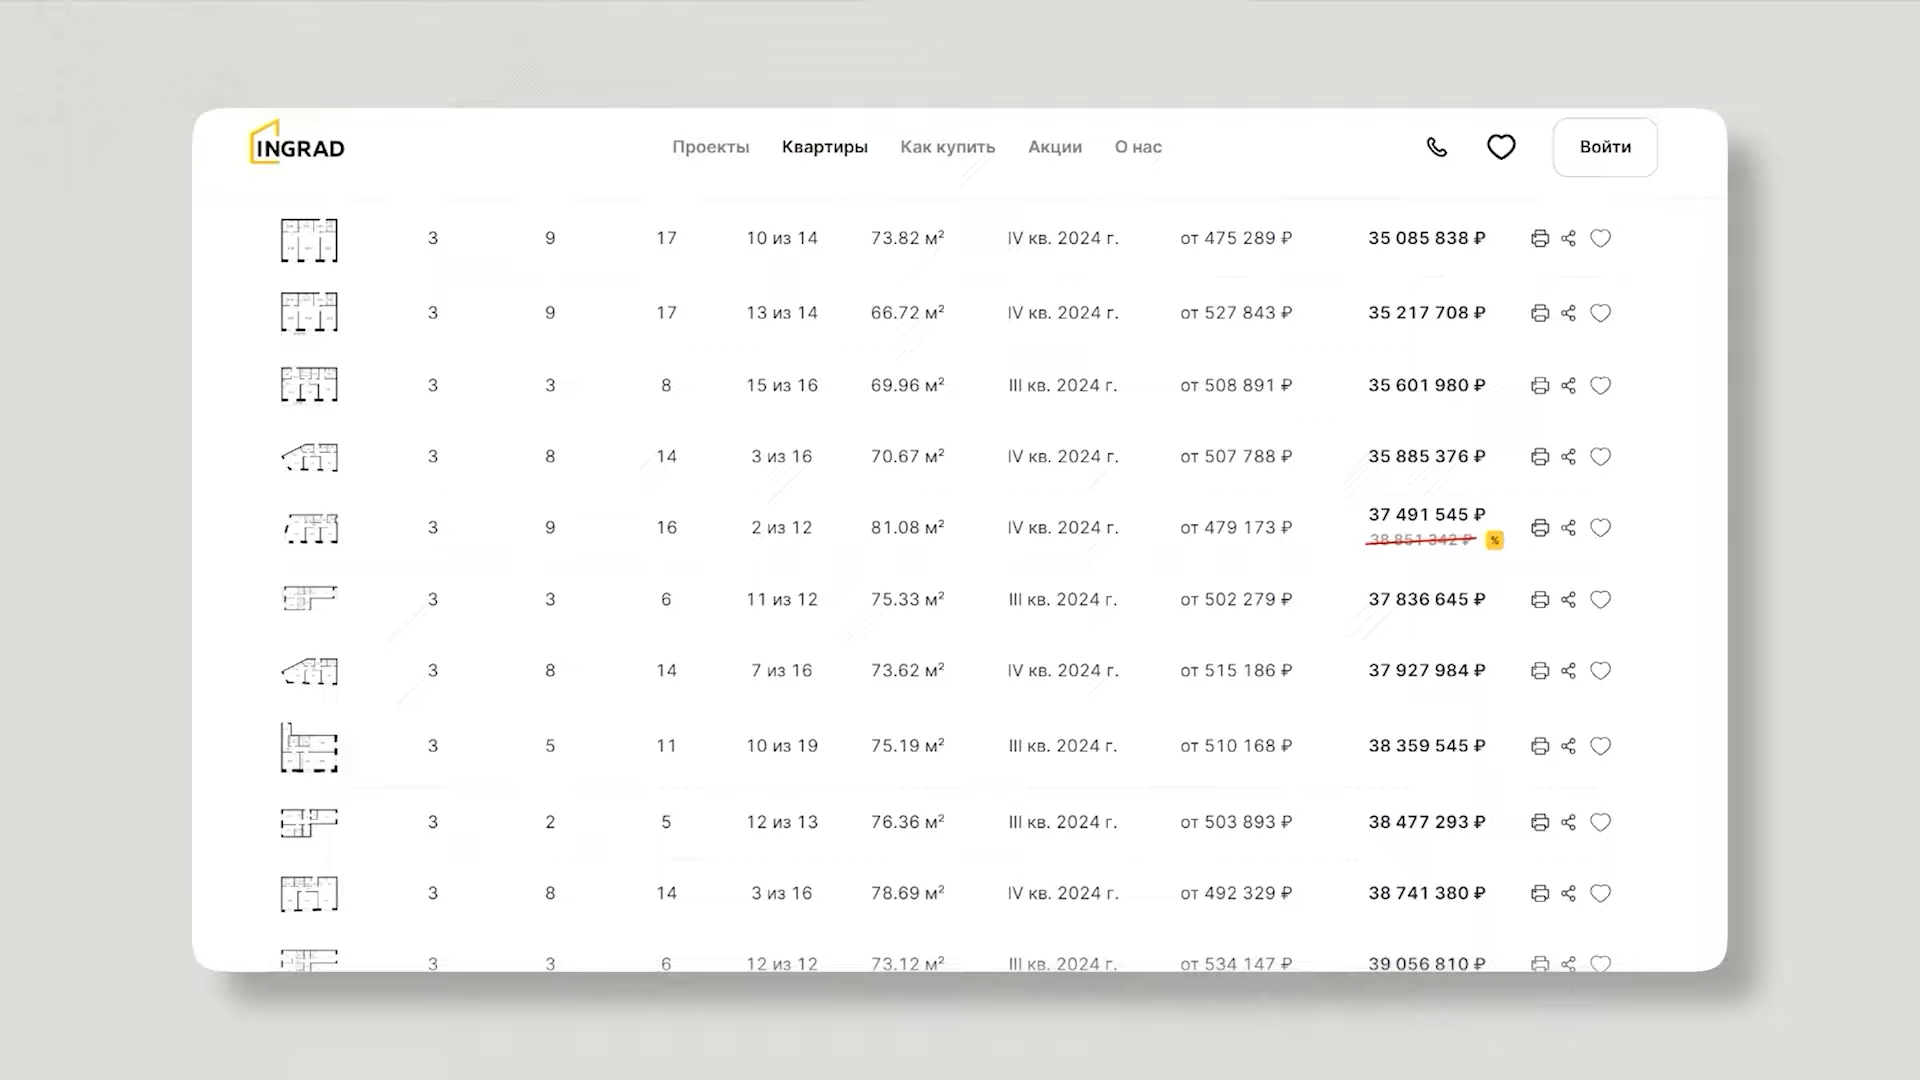 INGRAD Проекты Квартиры Как купить Акции О нас Войти
3 9 17 10 из 14 73.82 м² IV кв. 2024 г. от 475 289 ₽ 35 085 838 ₽
3 9 17 13 из 14 66.72 м² IV кв. 2024 г. от 527 843 ₽ 35 217 708 ₽
3 3 8 15 из 16 69.96 м² III кв. 2024 г. от 508 891 ₽ 35 601 980 ₽
3 8 14 3 из 16 70.67 м² IV кв. 2024 г. от 507 788 ₽ 35 885 376 ₽
3 9 16 2 из 12 81.08 м² IV кв. 2024 г. от 479 173 ₽ 37 491 545 ₽
38 851 342 ₽ %
3 3 6 11 из 12 75.33 м² III кв. 2024 г. от 502 279 ₽ 37 836 645 ₽
3 8 14 7 из 16 73.62 м² IV кв. 2024 г. от 515 186 ₽ 37 927 984 ₽
3 5 11 10 из 19 75.19 м² III кв. 2024 г. от 510 168 ₽ 38 359 545 ₽
3 2 5 12 из 13 76.36 м² III кв. 2024 г. от 503 893 ₽ 38 477 293 ₽
3 8 14 3 из 16 78.69 м² IV кв. 2024 г. от 492 329 ₽ 38 741 380 ₽
3 3 6 12 из 12 73.12 м² III кв. 2024 г. от 534 147 ₽ 39 056 810 ₽